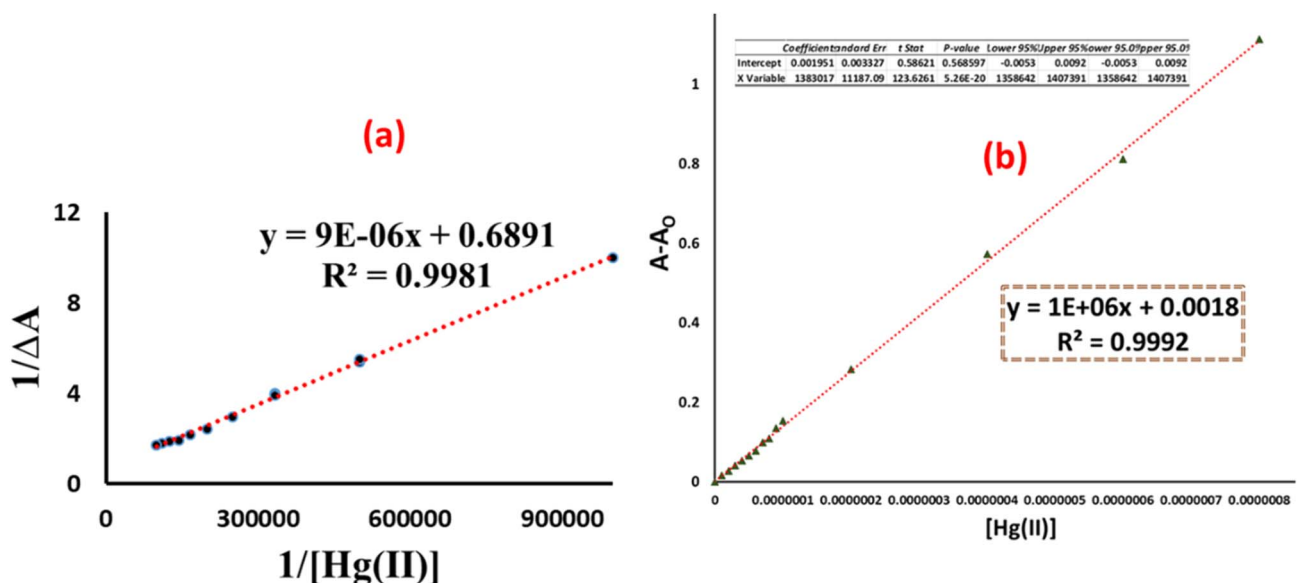 (a)
12
8
4
0
y = 9E-06x + 0.6891
R² = 0.9981
1/ΔA
0 300000 600000 900000
1/[Hg(II)]
(b)
Coefficients andard Err t Stat P-value Lower 95% Upper 95% ower 95.0% pper 95.0%
Intercept 0.001951 0.003327 0.58621 0.568597 -0.0053 0.0092 -0.0053 0.0092
X Variable 1383017 11187.09 123.6261 5.26E-20 1358642 1407391 1358642 1407391
1
0.8
0.6
0.4
0.2
0
A-A₀
y = 1E+06x + 0.0018
R² = 0.9992
0 0.0000001 0.0000002 0.0000003 0.0000004 0.0000005 0.0000006 0.0000007 0.0000008
[Hg(II)]